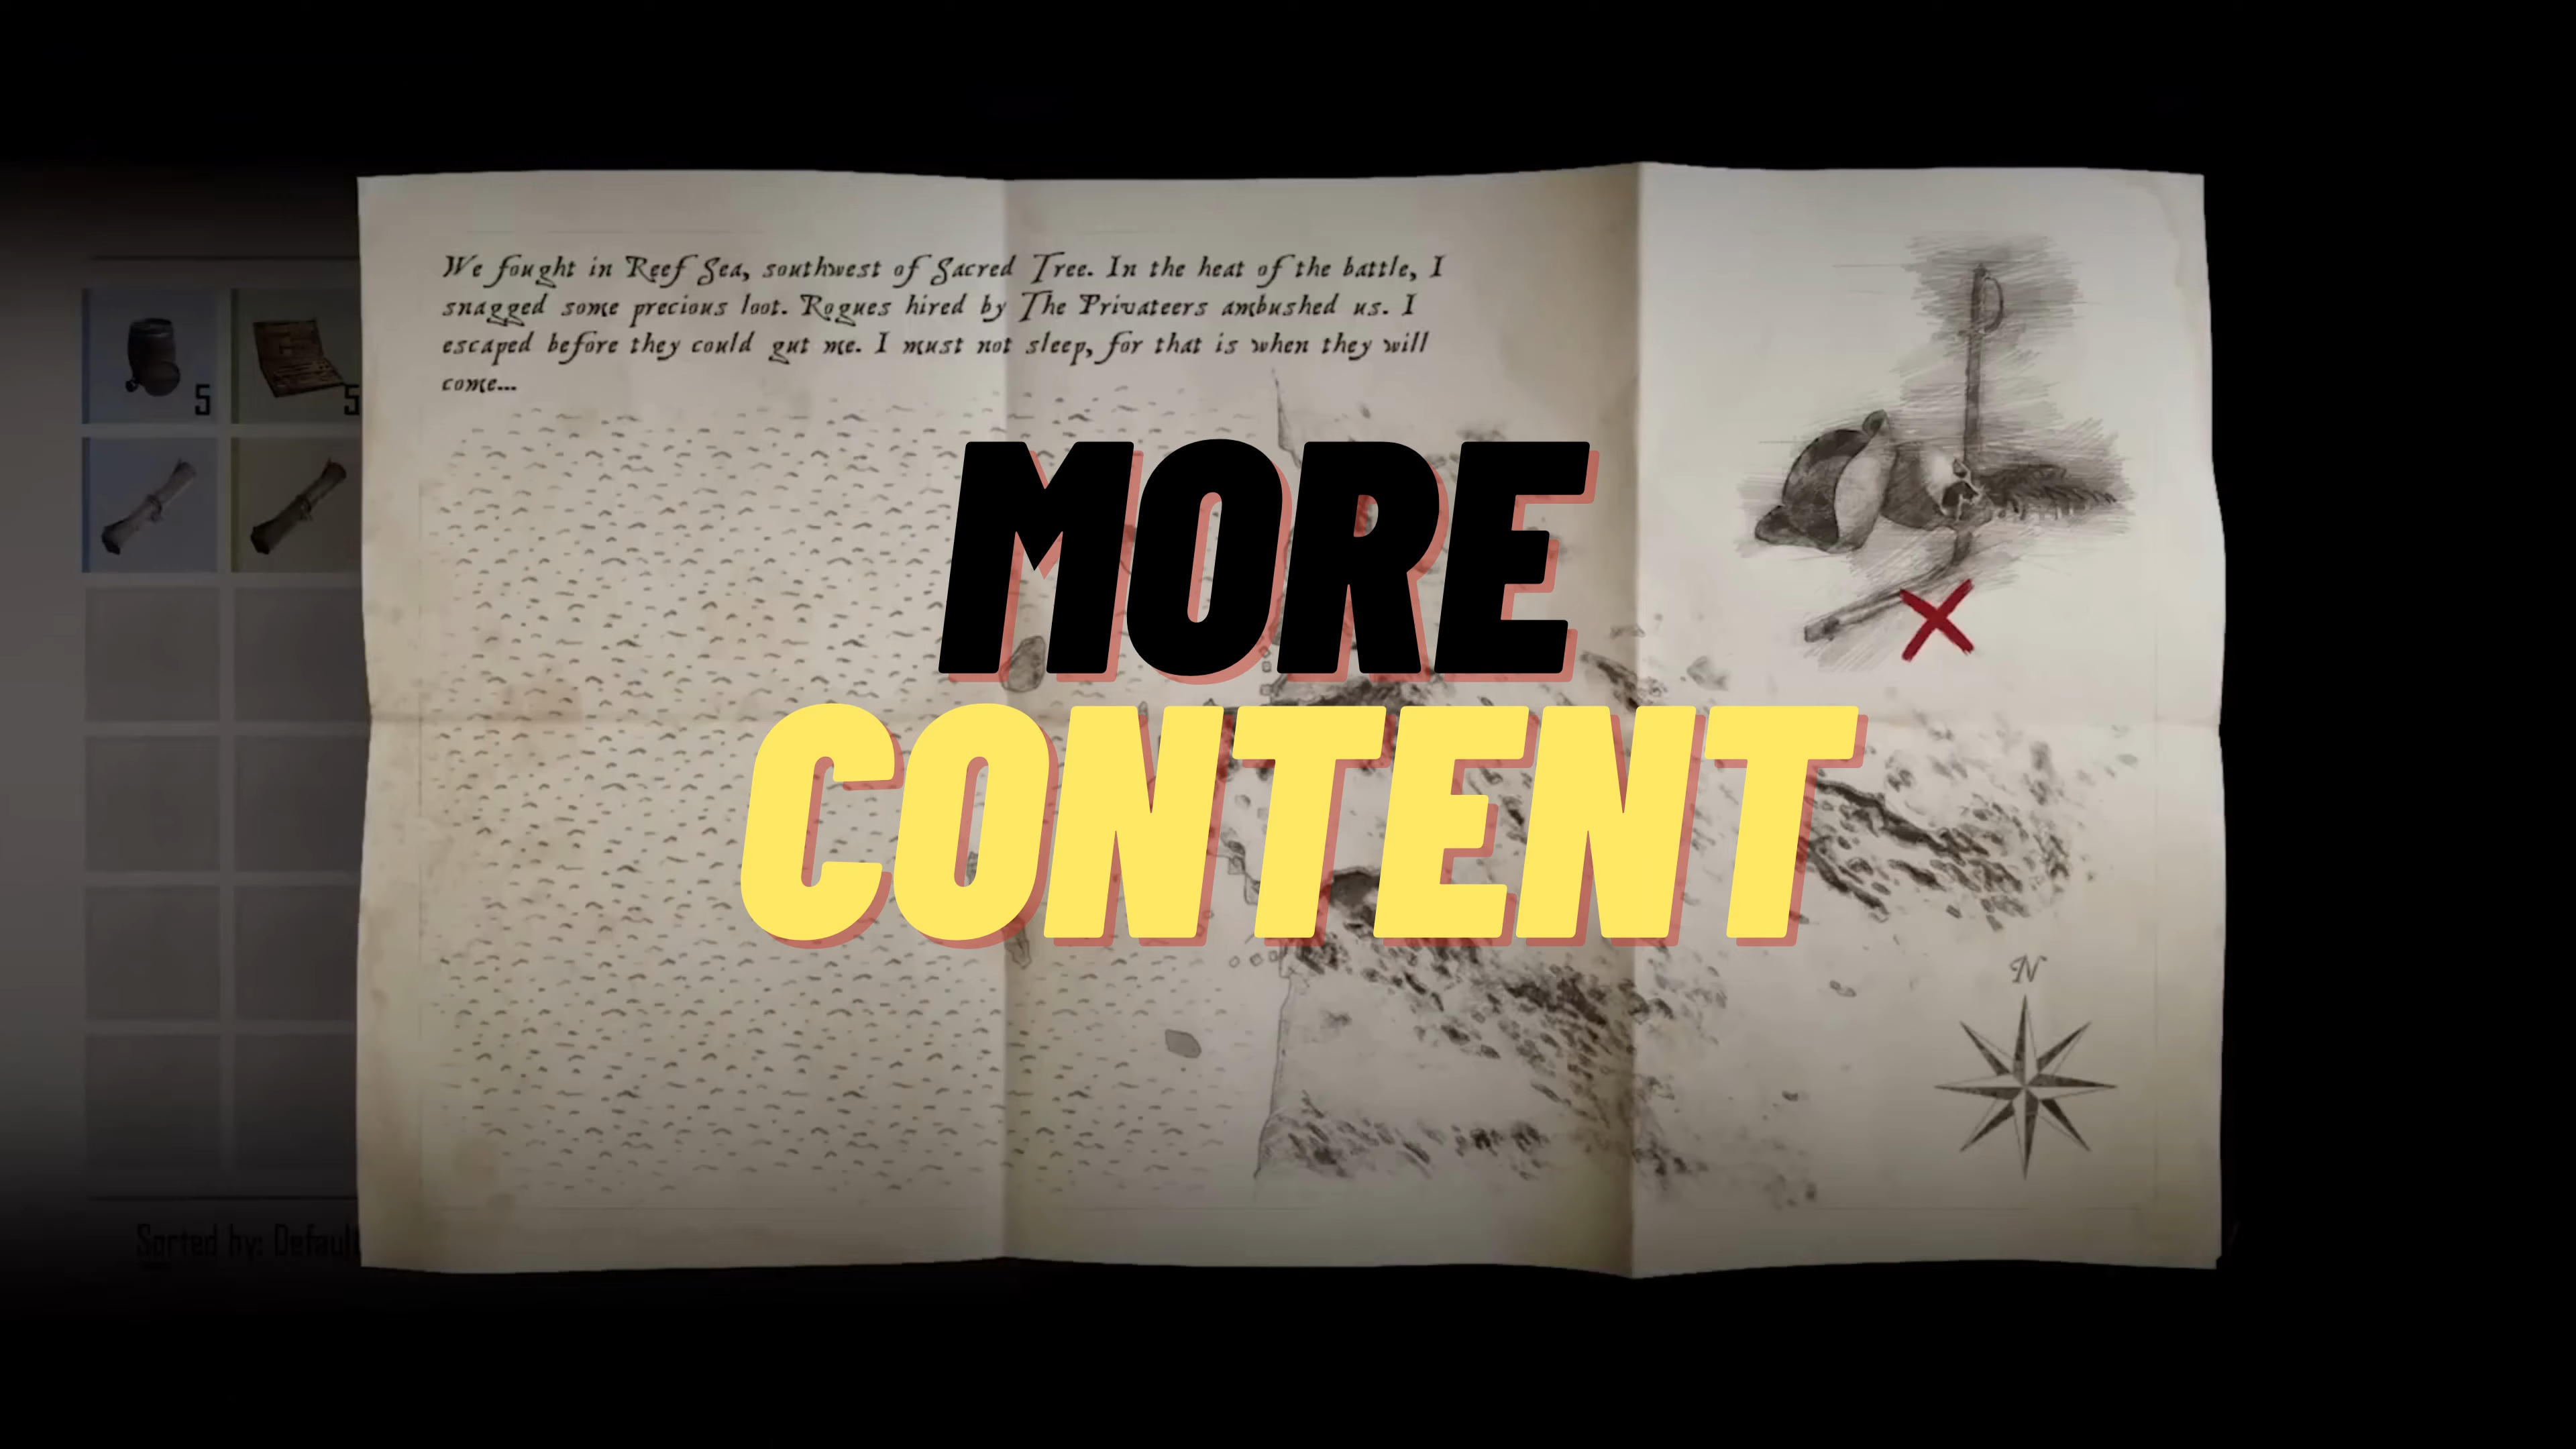 We fought in Reef Sea, southwest of Sacred Tree. In the heat of the battle, I
snagged some precious loot. Rogues hired by The Privateers ambushed us. I
escaped before they could gut me. I must not sleep, for that is when they will
come...
5
5
MORE
CONTENT
N
Sorted by: Default